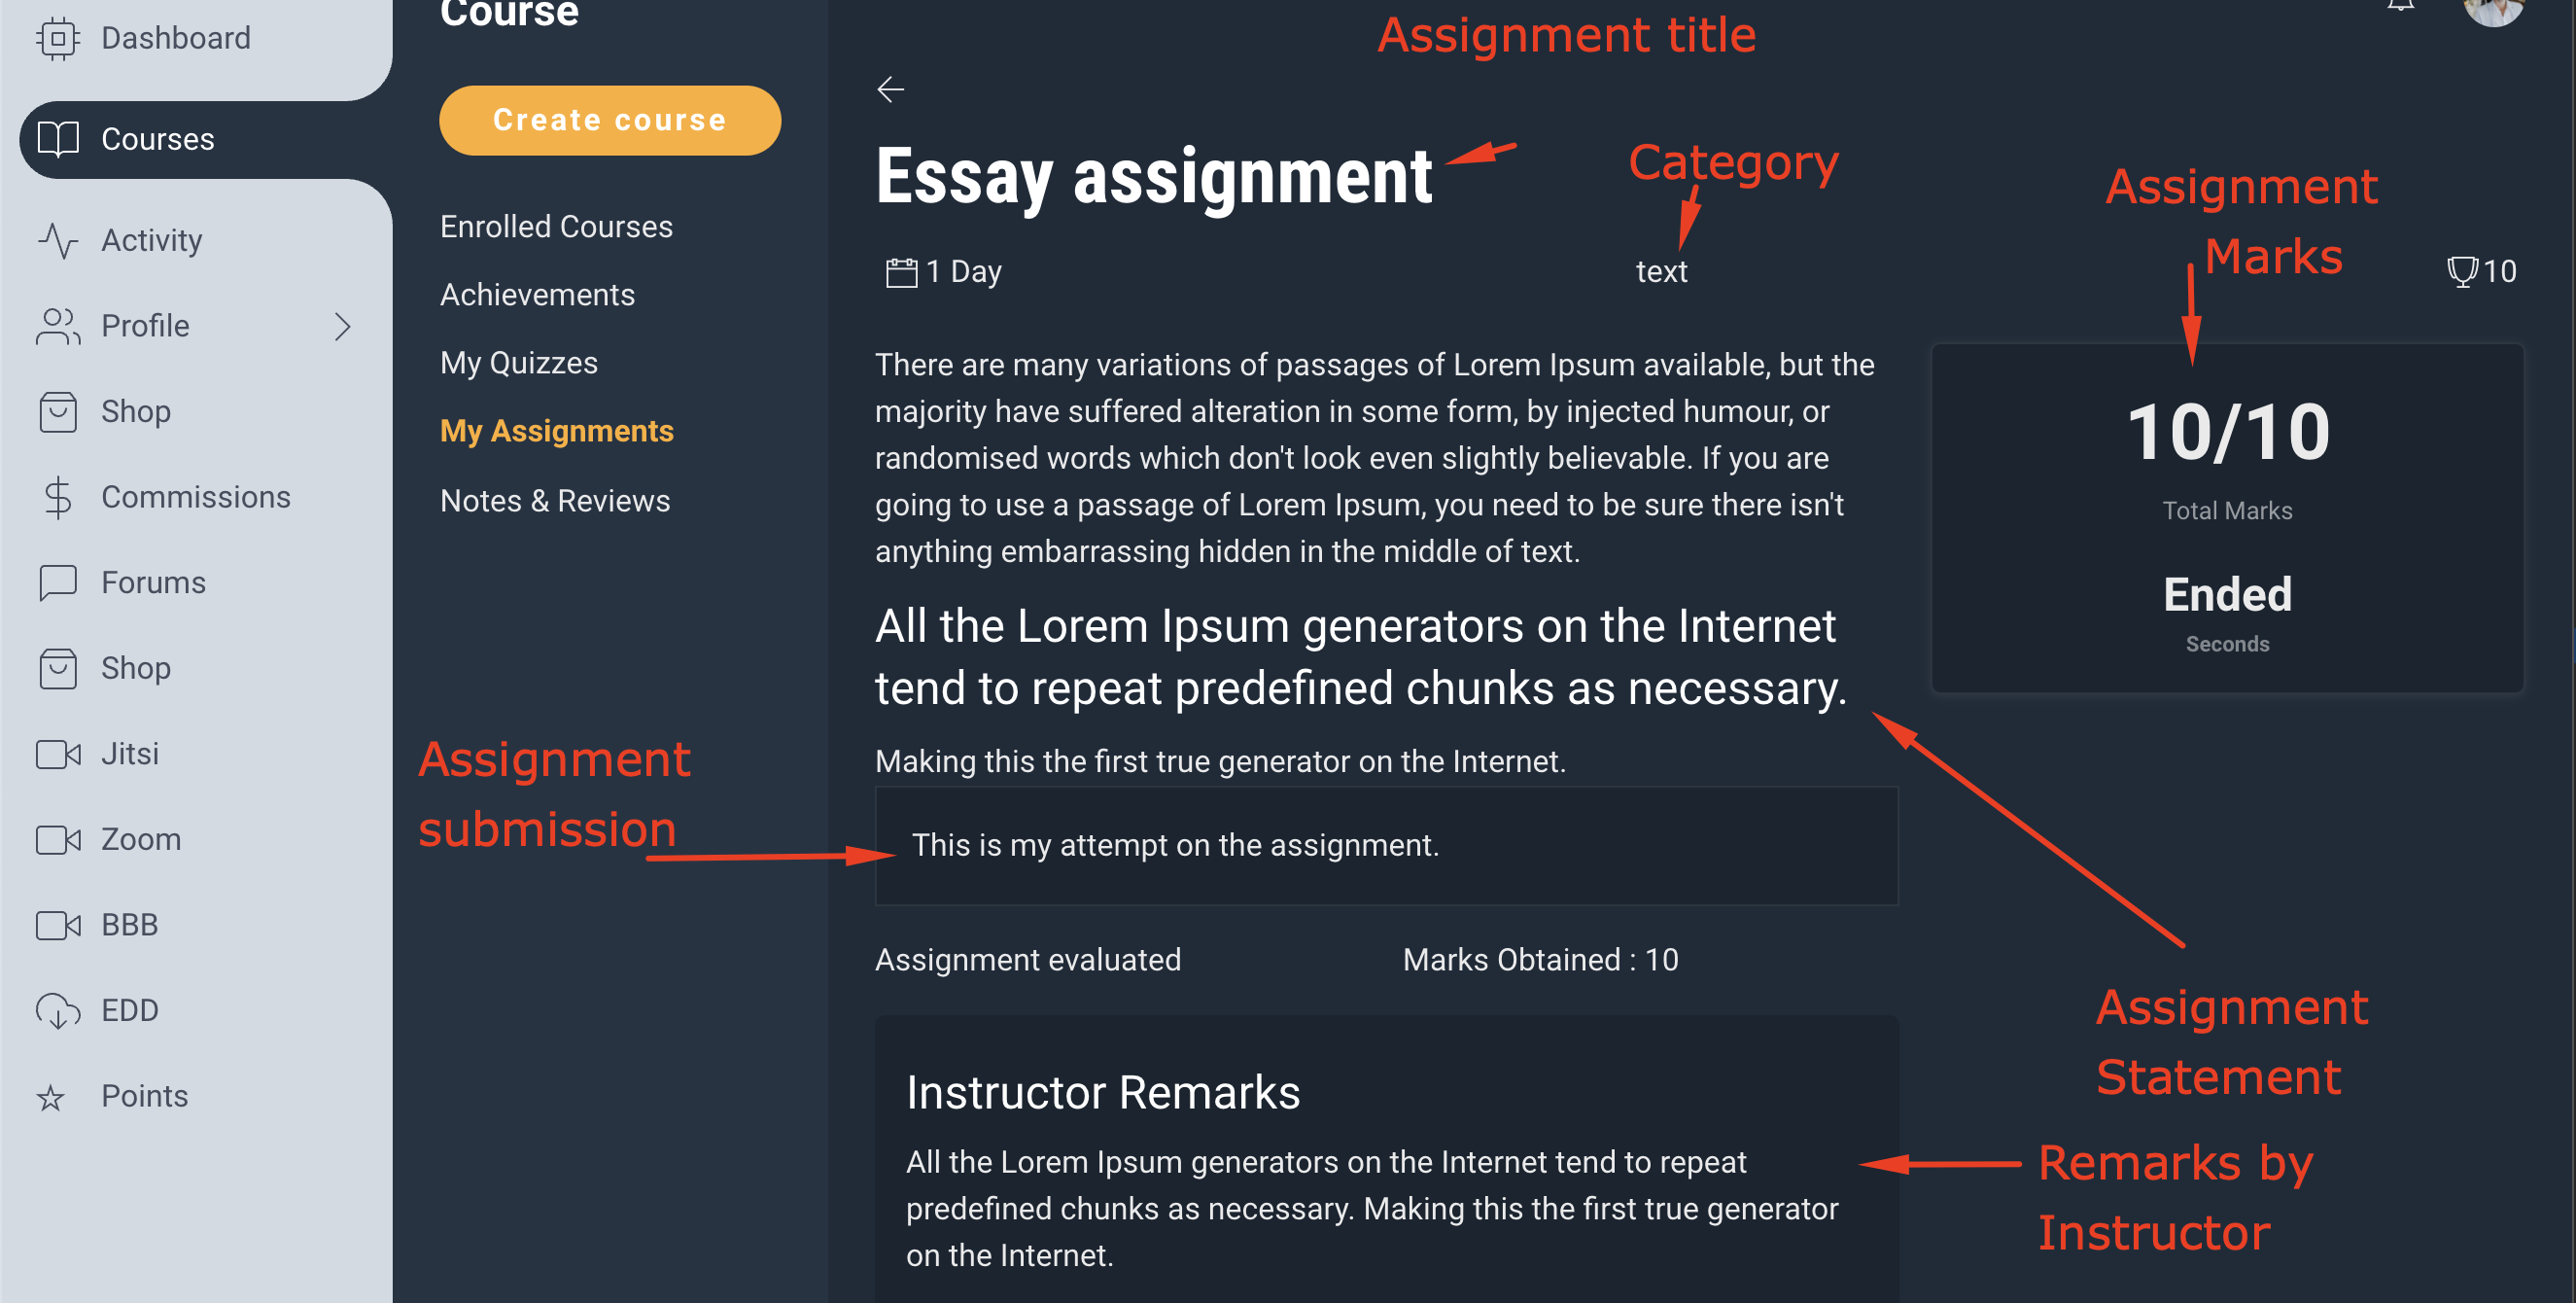 Dashboard
Courses
Activity
Profile
Shop
Commissions
Forums
Shop
Jitsi
Zoom
BBB
EDD
Points
Course
Create course
Enrolled Courses
Achievements
My Quizzes
My Assignments
Notes & Reviews
Assignment title
Essay assignment
Category
Assignment
Marks
1 Day
text
10
There are many variations of passages of Lorem Ipsum available, but the
majority have suffered alteration in some form, by injected humour, or
randomised words which don't look even slightly believable. If you are
going to use a passage of Lorem Ipsum, you need to be sure there isn't
anything embarrassing hidden in the middle of text.
10/10
Total Marks
Ended
Seconds
All the Lorem Ipsum generators on the Internet
tend to repeat predefined chunks as necessary.
Making this the first true generator on the Internet.
Assignment
submission
This is my attempt on the assignment.
Assignment evaluated
Marks Obtained : 10
Assignment
Statement
Instructor Remarks
All the Lorem Ipsum generators on the Internet tend to repeat
predefined chunks as necessary. Making this the first true generator
on the Internet.
Remarks by
Instructor